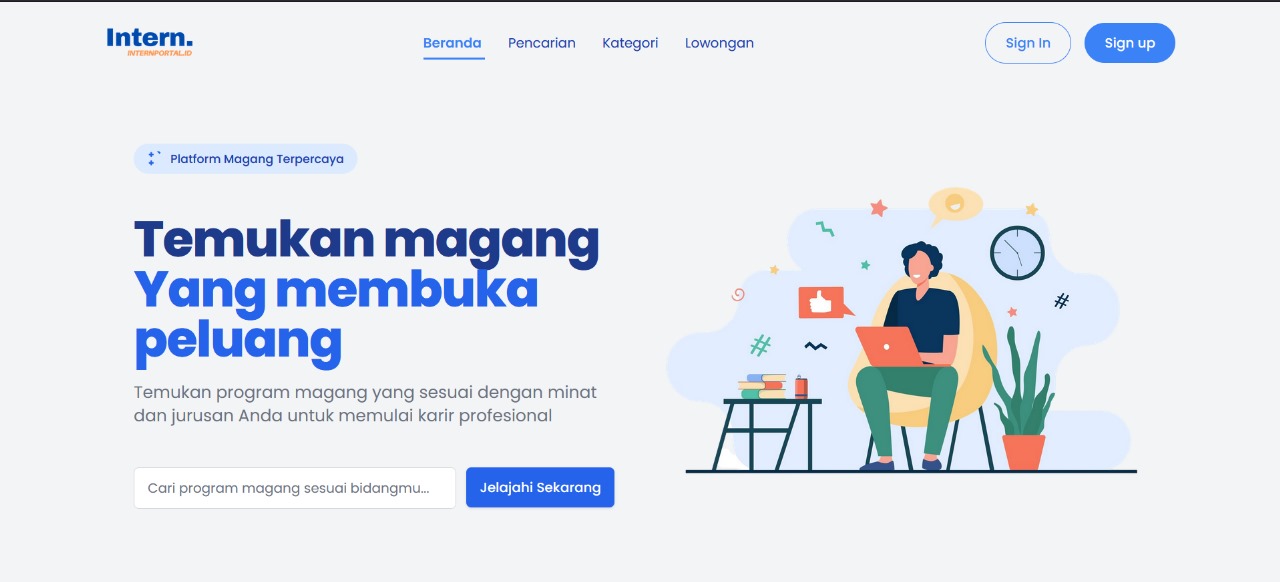 Intern.
INTERNPORTAL.ID
Beranda
Pencarian
Kategori
Lowongan
Sign In
Sign up
Platform Magang Terpercaya
Temukan magang
Yang membuka
peluang
Temukan program magang yang sesuai dengan minat
dan jurusan Anda untuk memulai karir profesional
Cari program magang sesuai bidangmu...
Jelajahi Sekarang